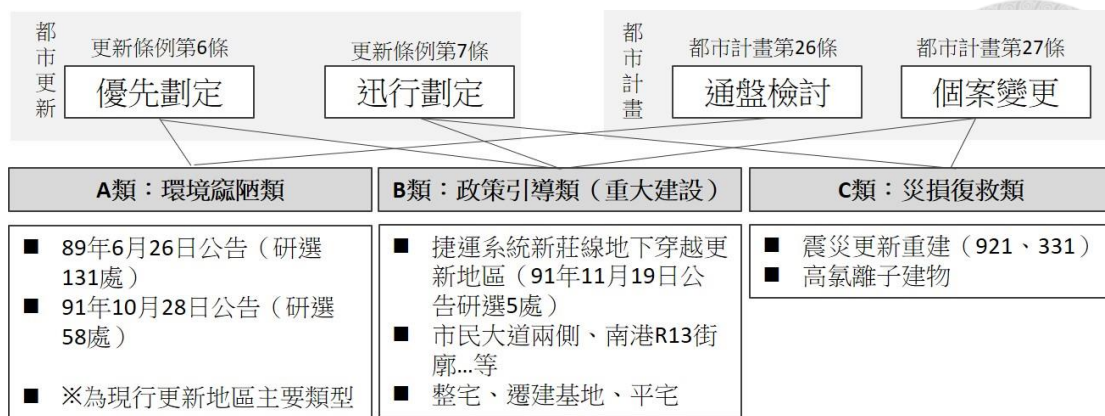 都市更新
更新條例第6條
優先劃定
更新條例第7條
迅行劃定
都市計畫
都市計畫第26條
通盤檢討
都市計畫第27條
個案變更
A類：環境窳陋類
■ 89年6月26日公告（研選
131處）
■ 91年10月28日公告（研選
58處）
■ ※為現行更新地區主要類型
B類：政策引導類（重大建設）
■ 捷運系統新莊線地下穿越更
新地區（91年11月19日公
告研選5處）
■ 市民大道兩側、南港R13街
廓...等
■ 整宅、遷建基地、平宅
C類：災損復救類
■ 震災更新重建（921、331）
■ 高氯離子建物